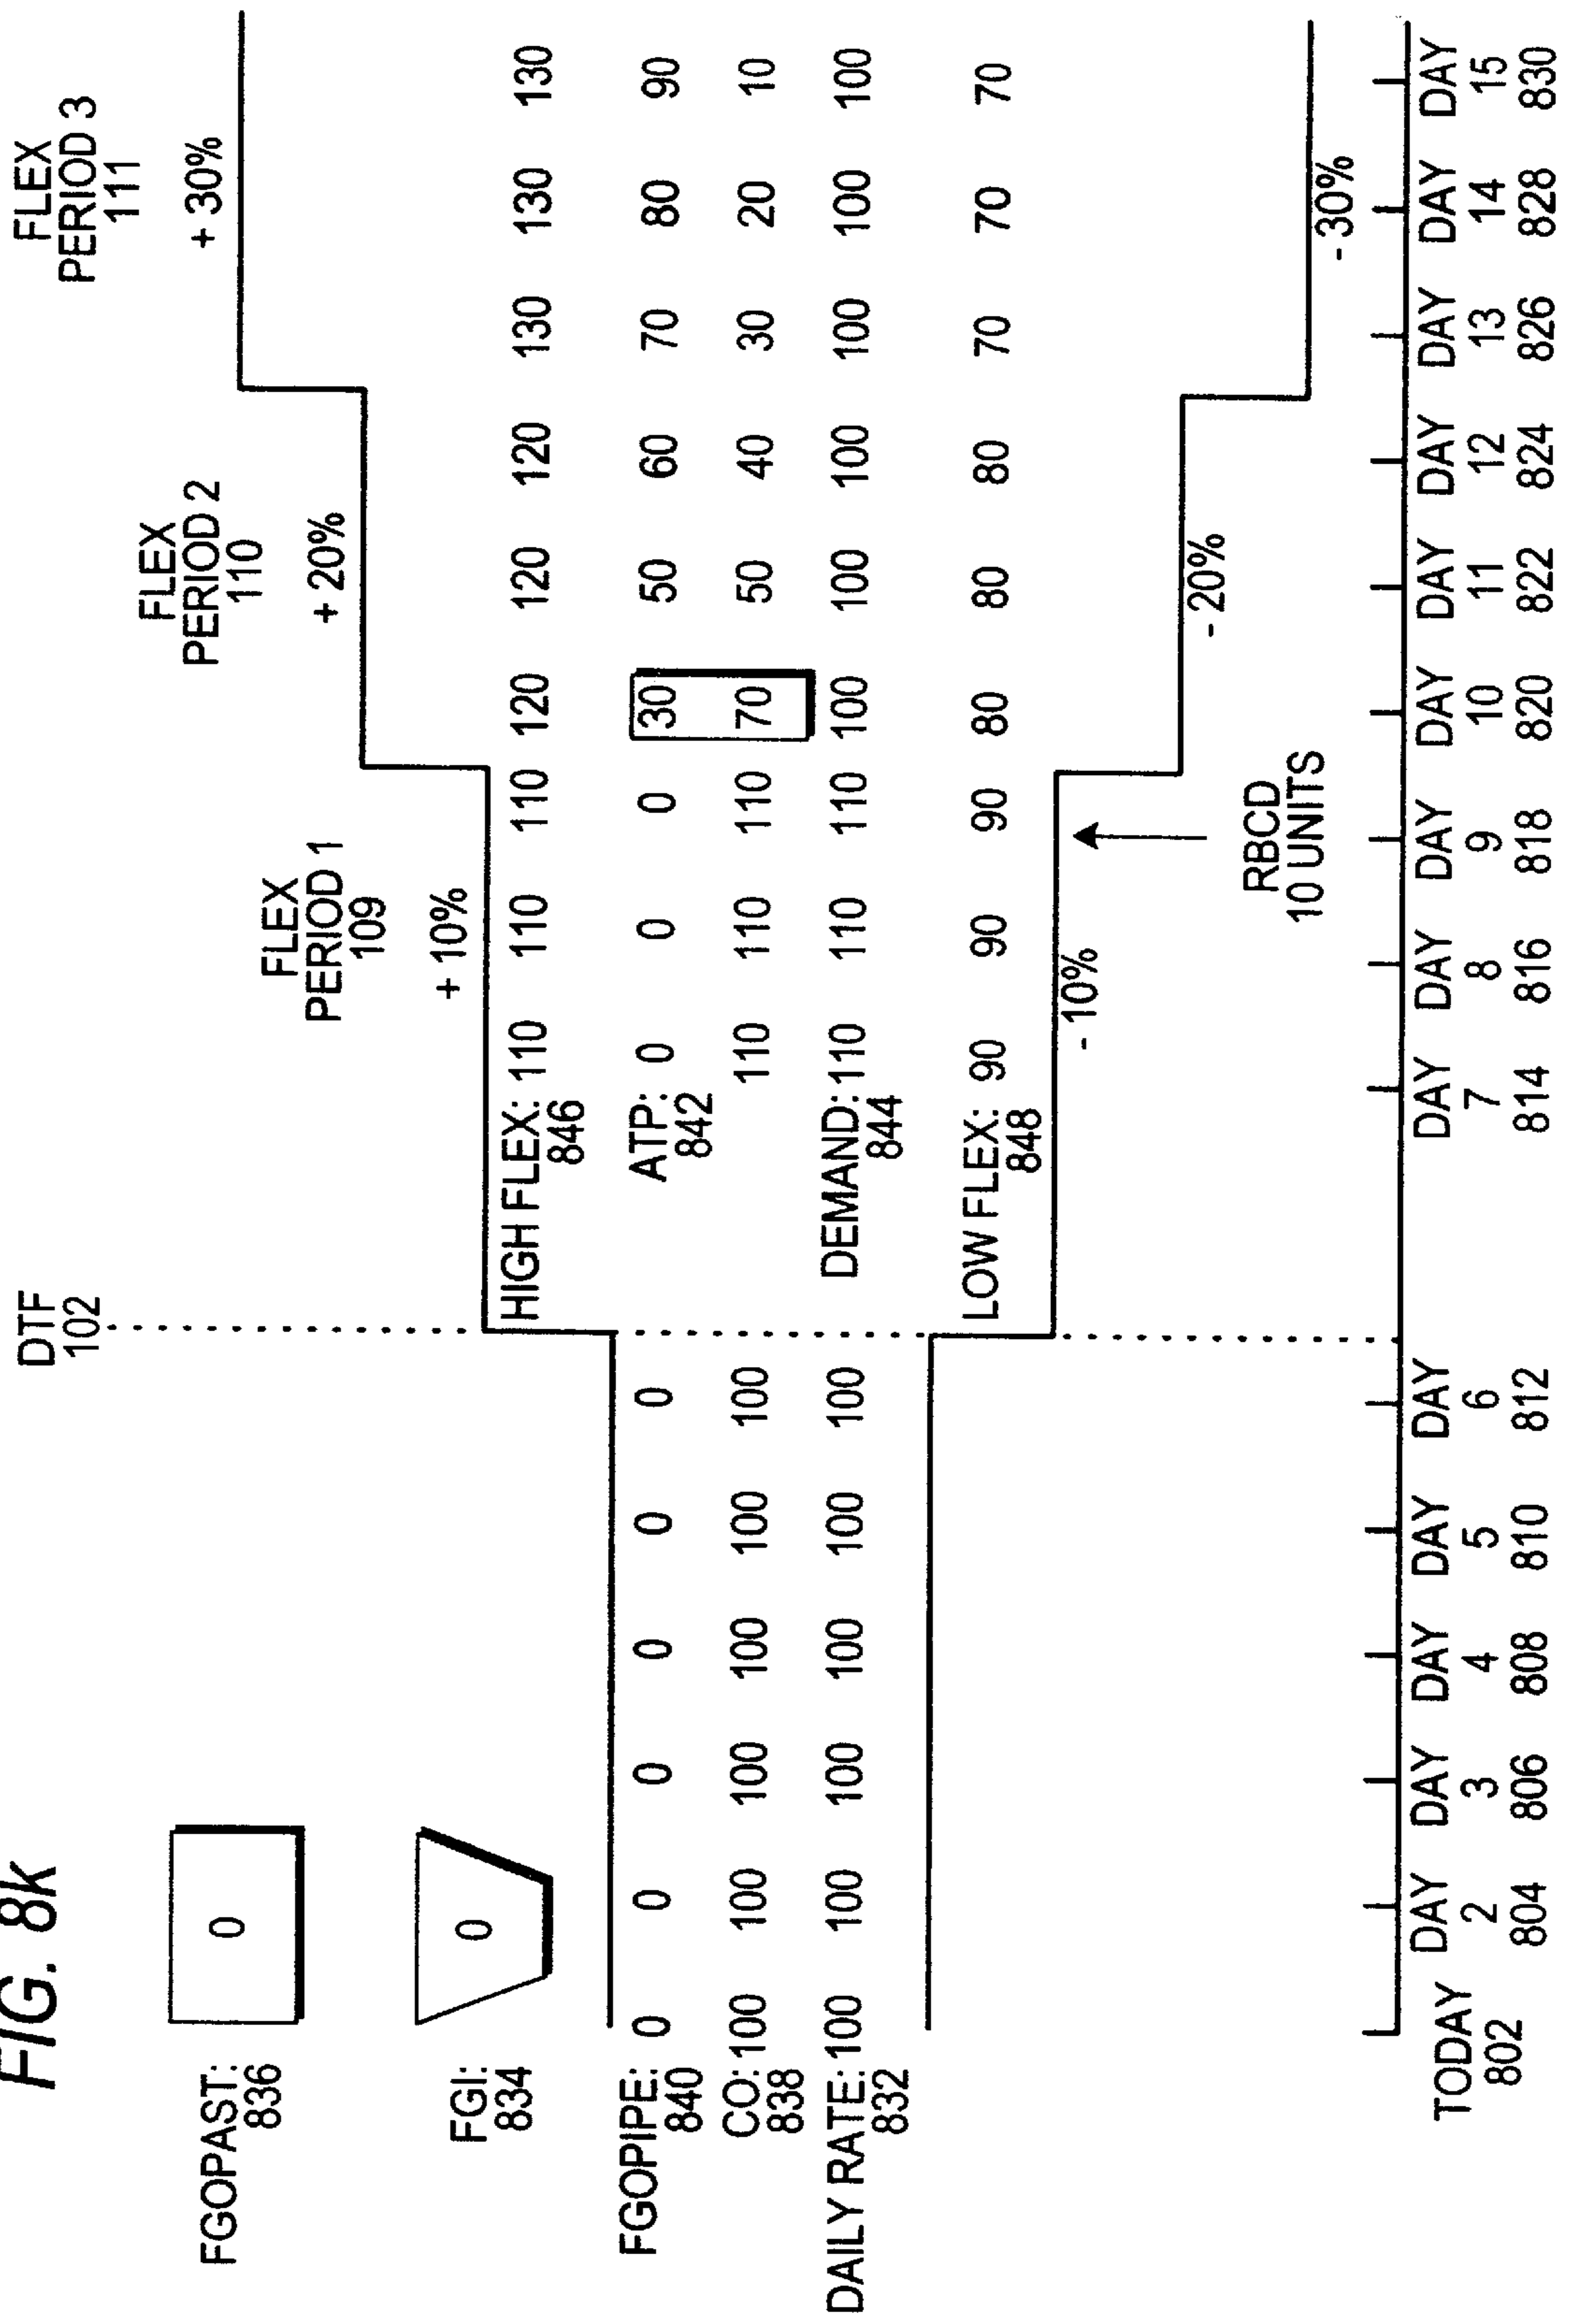 FIG. 8k
FGOPAST:
836
0
FGI:
834
0
DTF
102
FLEX
PERIOD 1
109
+ 10%
FLEX
PERIOD 2
110
+ 20%
FLEX
PERIOD 3
111
+ 30%
HIGH FLEX: 110 110 110 120 120 120 130 130 130
846
FGOPIPE: 0 0 0 0 0 0
840
ATP: 0 0 0 30 50 60 70 80 90
842
CO: 100 100 100 100 100 100 110 110 110 70 50 40 30 20 10
838
DAILY RATE: 100 100 100 100 100 100
832
DEMAND: 110 110 110 100 100 100 100 100 100
844
LOW FLEX: 90 90 90 80 80 80 70 70 70
848
- 10%
- 20%
- 30%
RBCD
10 UNITS
TODAY
802
DAY
2
804
DAY
3
806
DAY
4
808
DAY
5
810
DAY
6
812
DAY
7
814
DAY
8
816
DAY
9
818
DAY
10
820
DAY
11
822
DAY
12
824
DAY
13
826
DAY
14
828
DAY
15
830